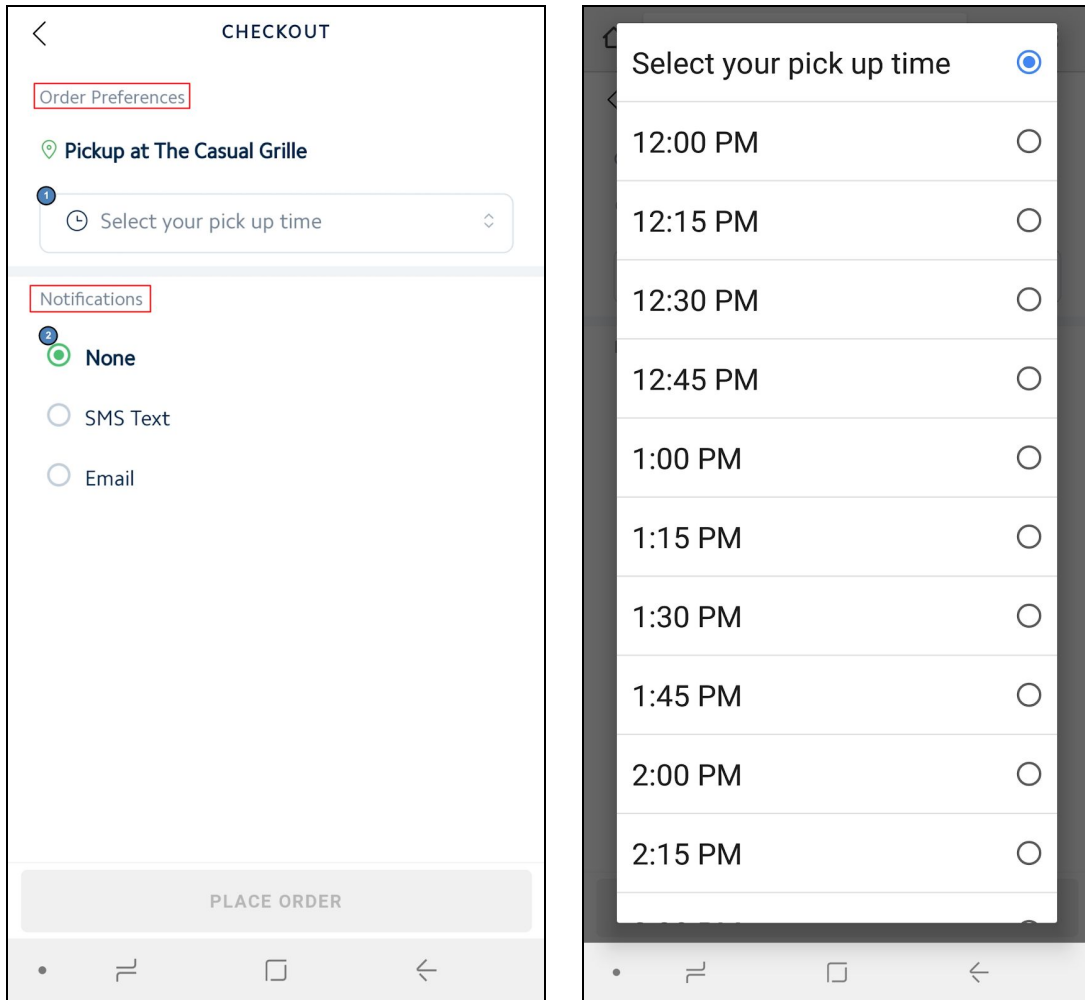 CHECKOUT
Order Preferences
Pickup at The Casual Grille
1
Select your pick up time
Notifications
2
None
SMS Text
Email
PLACE ORDER
Select your pick up time
12:00 PM
12:15 PM
12:30 PM
12:45 PM
1:00 PM
1:15 PM
1:30 PM
1:45 PM
2:00 PM
2:15 PM